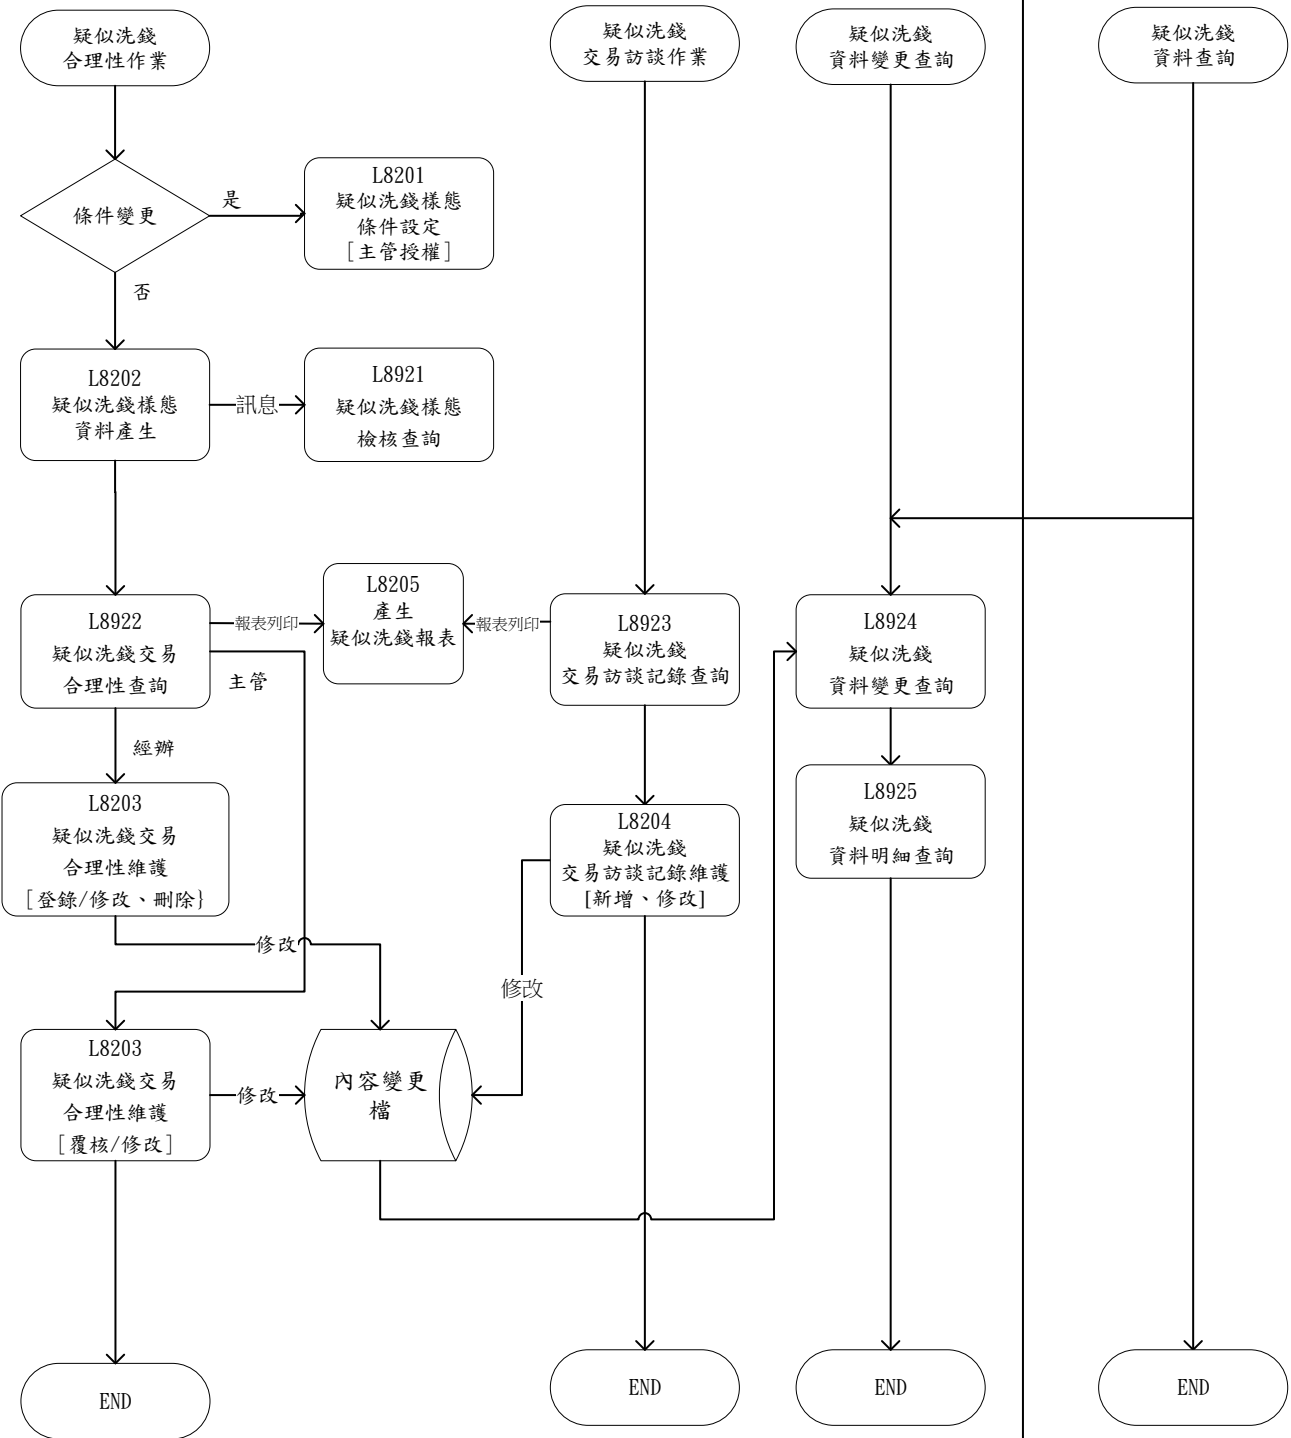 疑似洗錢
合理性作業
疑似洗錢
交易訪談作業
疑似洗錢
資料變更查詢
疑似洗錢
資料查詢
條件變更
是
L8201
疑似洗錢樣態
條件設定
[主管授權]
否
L8202
疑似洗錢樣態
資料產生
訊息
L8921
疑似洗錢樣態
檢核查詢
L8922
疑似洗錢交易
合理性查詢
報表列印
L8205
產生
疑似洗錢報表
報表列印
L8923
疑似洗錢
交易訪談記錄查詢
L8924
疑似洗錢
資料變更查詢
主管
經辦
L8203
疑似洗錢交易
合理性維護
[登錄/修改、刪除}
L8204
疑似洗錢
交易訪談記錄維護
[新增、修改]
L8925
疑似洗錢
資料明細查詢
修改
修改
L8203
疑似洗錢交易
合理性維護
[覆核/修改]
修改
內容變更
檔
END
END
END
END